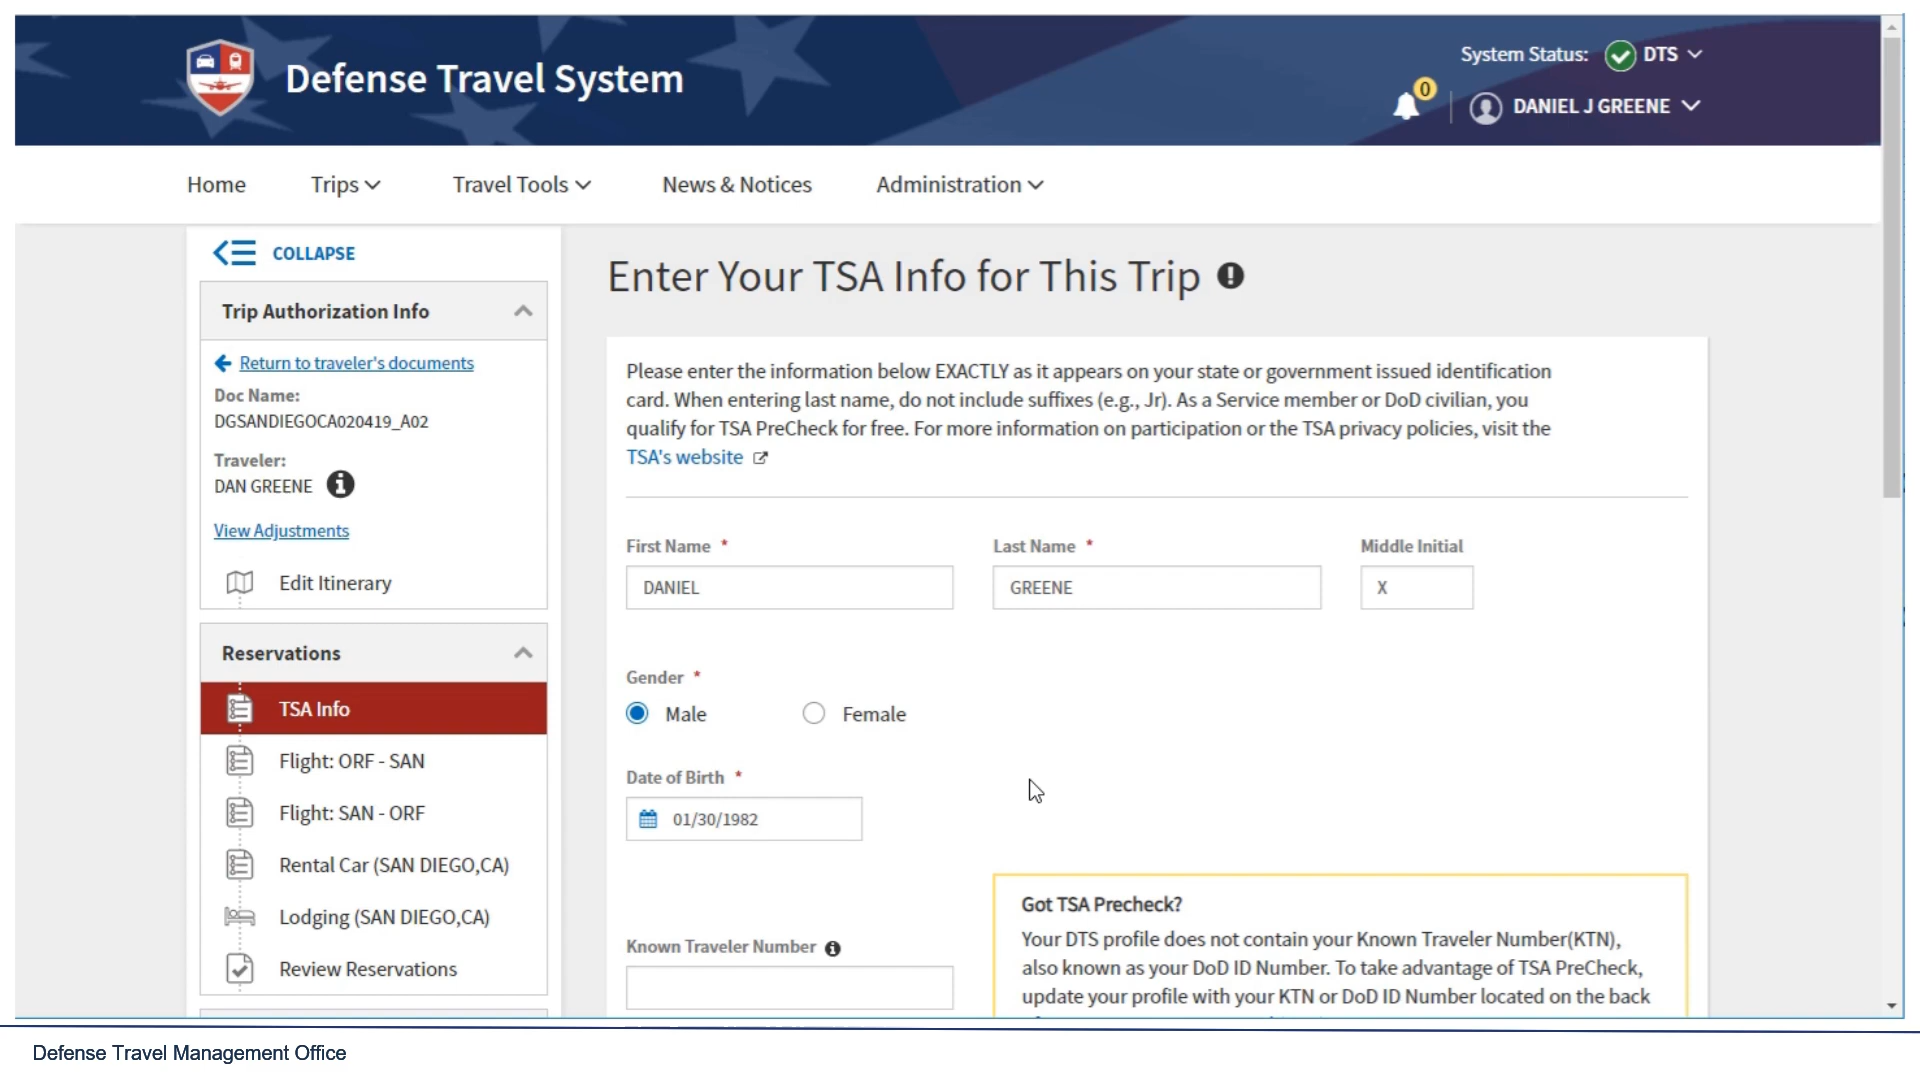 Defense Travel System
System Status: DTS
0
DANIEL J GREENE
Home Trips Travel Tools News & Notices Administration
COLLAPSE
Trip Authorization Info
Return to traveler's documents
Doc Name:
DGSANDIEGOCA020419_A02
Traveler:
DAN GREENE
View Adjustments
Edit Itinerary
Reservations
TSA Info
Flight: ORF - SAN
Flight: SAN - ORF
Rental Car (SAN DIEGO,CA)
Lodging (SAN DIEGO,CA)
Review Reservations
Enter Your TSA Info for This Trip
Please enter the information below EXACTLY as it appears on your state or government issued identification
card. When entering last name, do not include suffixes (e.g., Jr). As a Service member or DoD civilian, you
qualify for TSA PreCheck for free. For more information on participation or the TSA privacy policies, visit the
TSA's website
First Name * Last Name * Middle Initial
DANIEL GREENE X
Gender *
Male Female
Date of Birth *
01/30/1982
Known Traveler Number
Got TSA Precheck?
Your DTS profile does not contain your Known Traveler Number(KTN),
also known as your DoD ID Number. To take advantage of TSA PreCheck,
update your profile with your KTN or DoD ID Number located on the back
Defense Travel Management Office